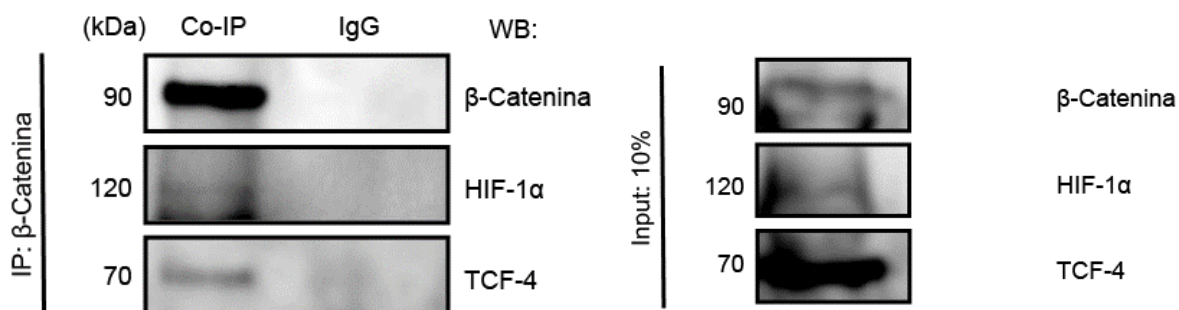 (kDa) Co-IP IgG WB:
IP: β-Catenina
90 β-Catenina
120 HIF-1α
70 TCF-4
Input: 10%
90 β-Catenina
120 HIF-1α
70 TCF-4